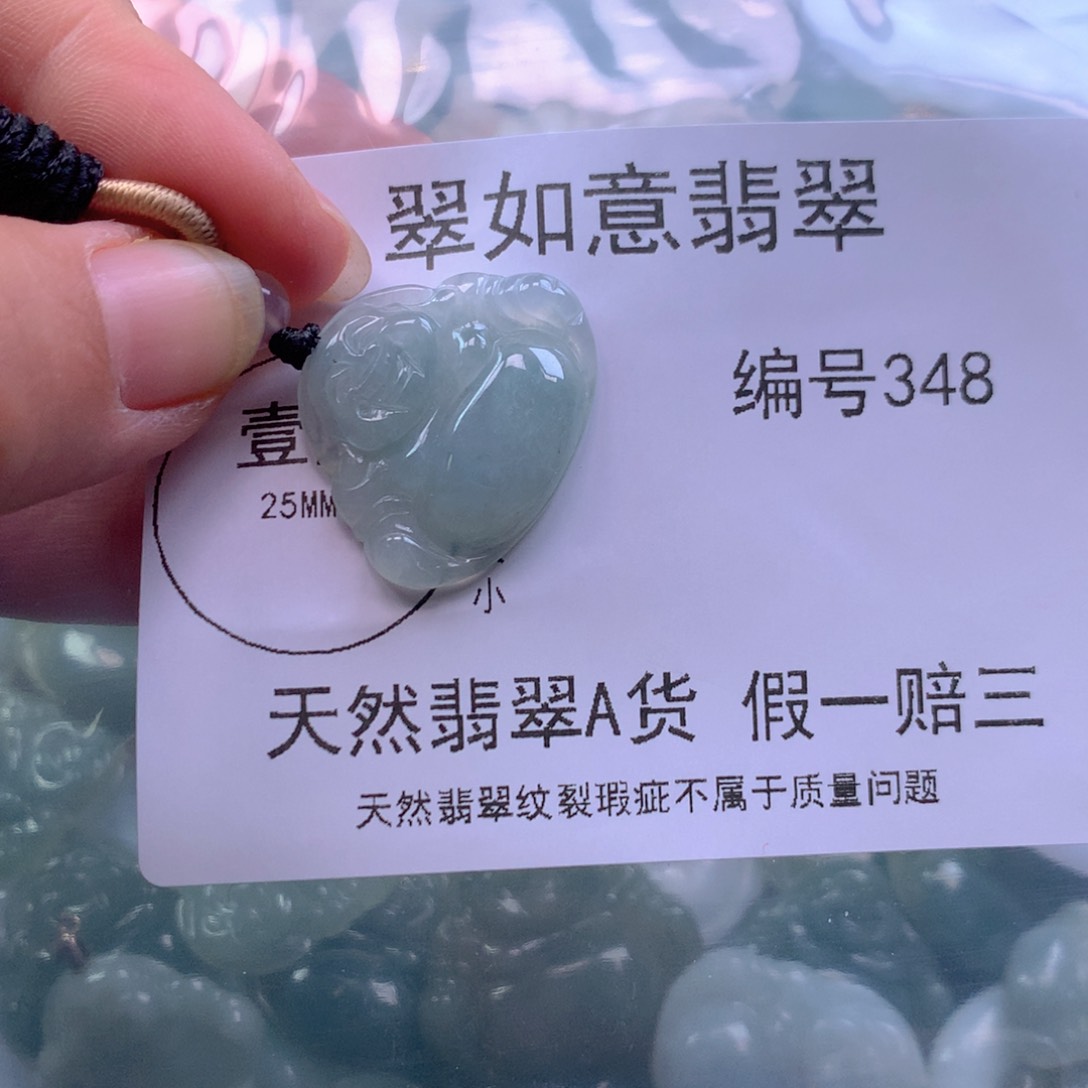 翠如意翡翠
编号348
壹
25MM
小
天然翡翠A货 假一赔三
天然翡翠纹裂瑕疵不属于质量问题